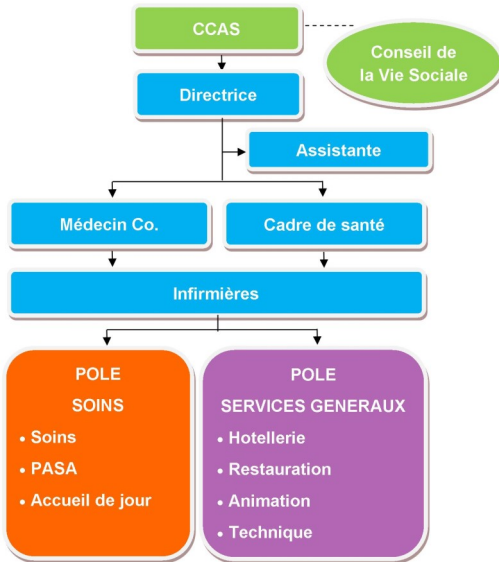 CCAS
Conseil de
la Vie Sociale
Directrice
Assistante
Médecin Co.
Cadre de santé
Infirmières
POLE
SOINS
• Soins
• PASA
• Accueil de jour
POLE
SERVICES GENERAUX
• Hotellerie
• Restauration
• Animation
• Technique